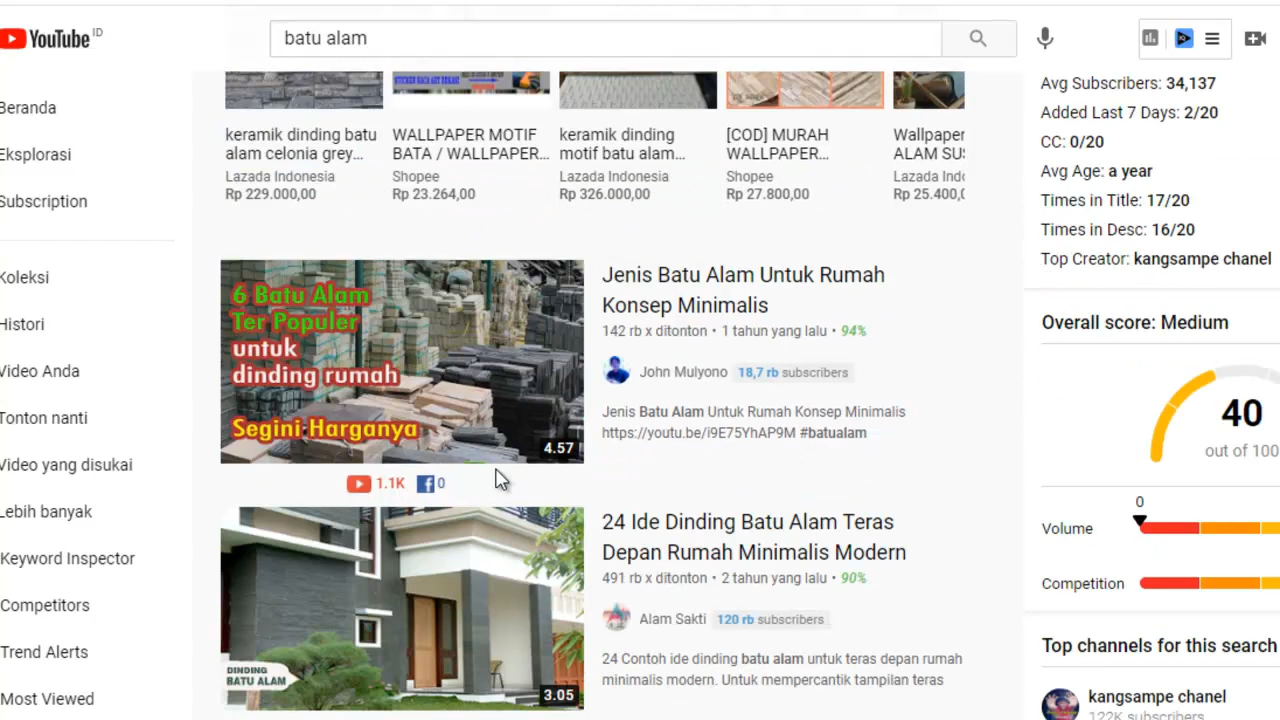 YouTube ID
batu alam
Beranda
Eksplorasi
Subscription
Koleksi
Histori
Video Anda
Tonton nanti
Video yang disukai
Lebih banyak
Keyword Inspector
Competitors
Trend Alerts
Most Viewed
keramik dinding batu
alam celonia grey...
Lazada Indonesia
Rp 229.000,00
WALLPAPER MOTIF
BATA / WALLPAPER...
Shopee
Rp 23.264,00
keramik dinding
motif batu alam...
Lazada Indonesia
Rp 326.000,00
[COD] MURAH
WALLPAPER...
Shopee
Rp 27.800,00
Wallpaper
ALAM SUS
Lazada Indo
Rp 25.400,0
6 Batu Alam
Ter Populer
untuk
dinding rumah
Segini Harganya
4.57
1.1K 0
Jenis Batu Alam Untuk Rumah
Konsep Minimalis
142 rb x ditonton • 1 tahun yang lalu • 94%
John Mulyono 18,7 rb subscribers
Jenis Batu Alam Untuk Rumah Konsep Minimalis
https://youtu.be/i9E75YhAP9M #batualam
DINDING
BATU ALAM
3.05
24 Ide Dinding Batu Alam Teras
Depan Rumah Minimalis Modern
491 rb x ditonton • 2 tahun yang lalu • 90%
Alam Sakti 120 rb subscribers
24 Contoh ide dinding batu alam untuk teras depan rumah
minimalis modern. Untuk mempercantik tampilan teras
Avg Subscribers: 34,137
Added Last 7 Days: 2/20
CC: 0/20
Avg Age: a year
Times in Title: 17/20
Times in Desc: 16/20
Top Creator: kangsampe chanel
Overall score: Medium
40
out of 100
0
Volume
Competition
Top channels for this search
kangsampe chanel
122K subscribers